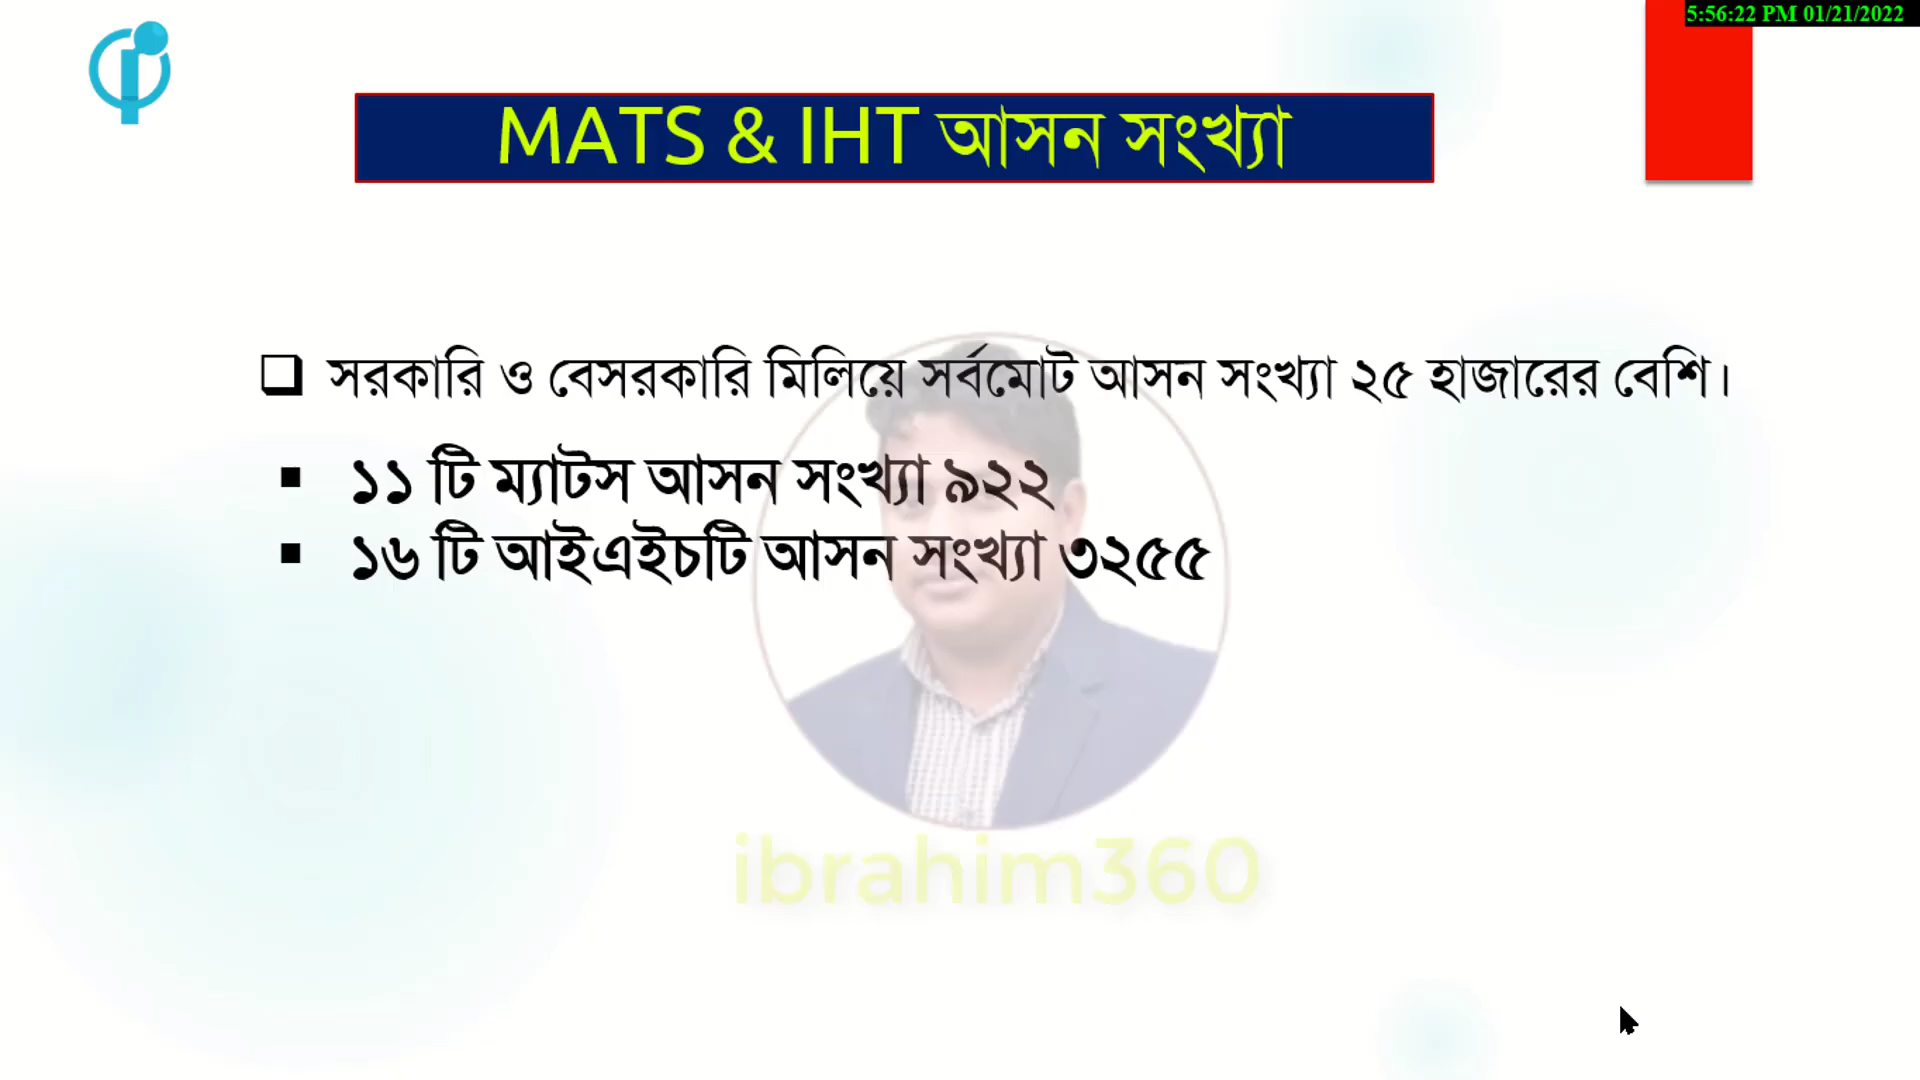 5:56:22 PM 01/21/2022
MATS & IHT আসন সংখ্যা
সরকারি ও বেসরকারি মিলিয়ে সর্বমোট আসন সংখ্যা ২৫ হাজারের বেশি।
১১ টি ম্যাটস আসন সংখ্যা ৯২২
১৬ টি আইএইচটি আসন সংখ্যা ৩২৫৫
ibrahim360